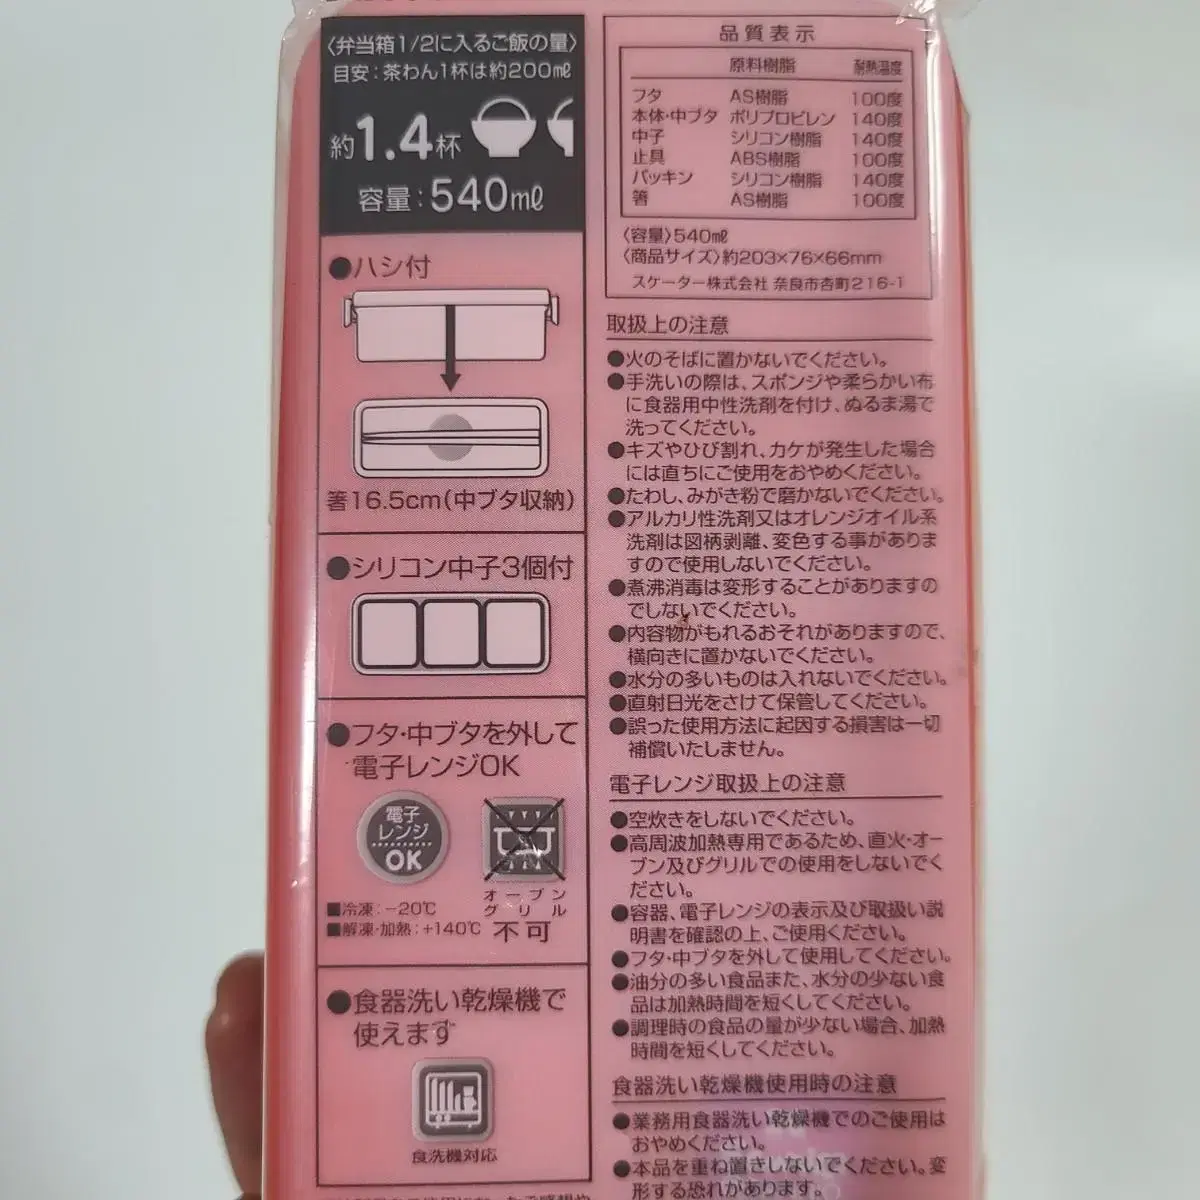 〈弁当箱1/2に入るご飯の量〉
目安:茶わん1杯は約200㎖
約1.4杯
容量:540㎖
●ハシ付
箸16.5cm(中ブタ収納)
●シリコン中子3個付
●フタ・中ブタを外して
電子レンジOK
電子
レンジ
OK
オーブン
グリル
不可
■冷凍:-20℃
■解凍・加熱:+140℃
●食器洗い乾燥機で
使えます
食洗機対応
品質表示
原料樹脂 耐熱温度
フタ AS樹脂 100度
本体・中ブタ ポリプロピレン 140度
中子 シリコン樹脂 140度
止具 ABS樹脂 100度
パッキン シリコン樹脂 140度
箸 AS樹脂 100度
〈容量〉540㎖
〈商品サイズ〉約203×76×66mm
スケーター株式会社 奈良市杏町216-1
取扱上の注意
●火のそばに置かないでください。
●手洗いの際は、スポンジや柔らかい布
に食器用中性洗剤を付け、ぬるま湯で
洗ってください。
●キズやひび割れ、カケが発生した場合
には直ちにご使用をおやめください。
●たわし、みがき粉で磨かないでください。
●アルカリ性洗剤又はオレンジオイル系
洗剤は図柄剥離、変色する事がありま
すので使用しないでください。
●煮沸消毒は変形することがありますの
でしないでください。
●内容物がもれるおそれがありますので、
横向きに置かないでください。
●水分の多いものは入れないでください。
●直射日光をさけて保管してください。
●誤った使用方法に起因する損害は一切
補償いたしません。
電子レンジ取扱上の注意
●空炊きをしないでください。
●高周波加熱専用であるため、直火・オー
ブン及びグリルでの使用をしないでく
ださい。
●容器、電子レンジの表示及び取扱い説
明書を確認の上、ご使用ください。
●フタ・中ブタを外して使用してください。
●油分の多い食品また、水分の少ない食
品は加熱時間を短くしてください。
●調理時の食品の量が少ない場合、加熱
時間を短くしてください。
食器洗い乾燥機使用時の注意
●業務用食器洗い乾燥機でのご使用は
おやめください。
●本品を重ね置きしないでください。変
形する恐れがあります。